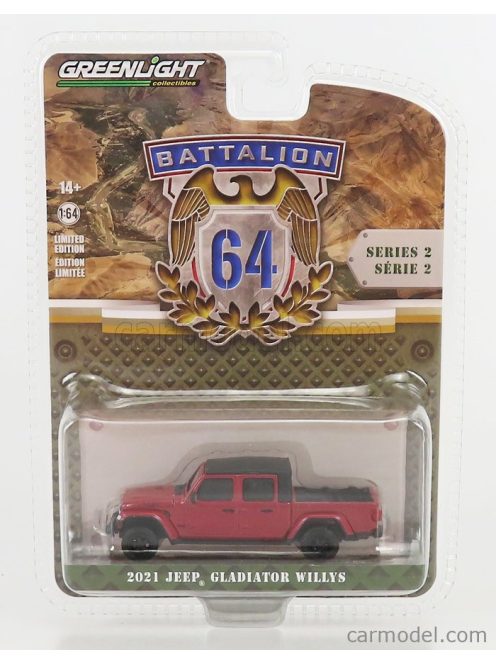 GREENLIGHT
collectibles
BATTALION
64
14+
1:64
LIMITED
EDITION
ÉDITION
LIMITÉE
SERIES 2
SÉRIE 2
2021 JEEP® GLADIATOR WILLYS
carmodel.com